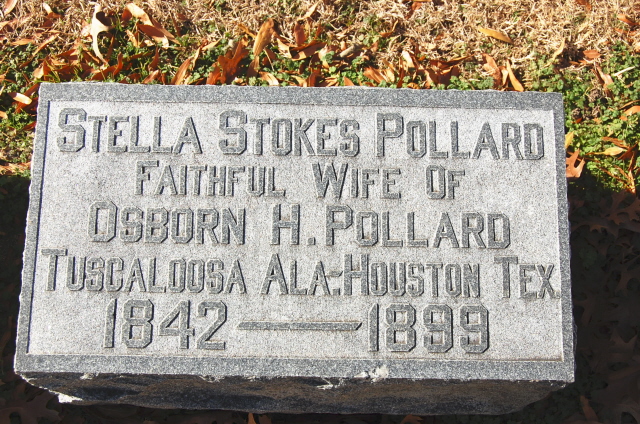 Stella Stokes Pollard
Faithful Wife Of
Osborn H. Pollard
Tuscaloosa Ala-Houston Tex.
1842—1899